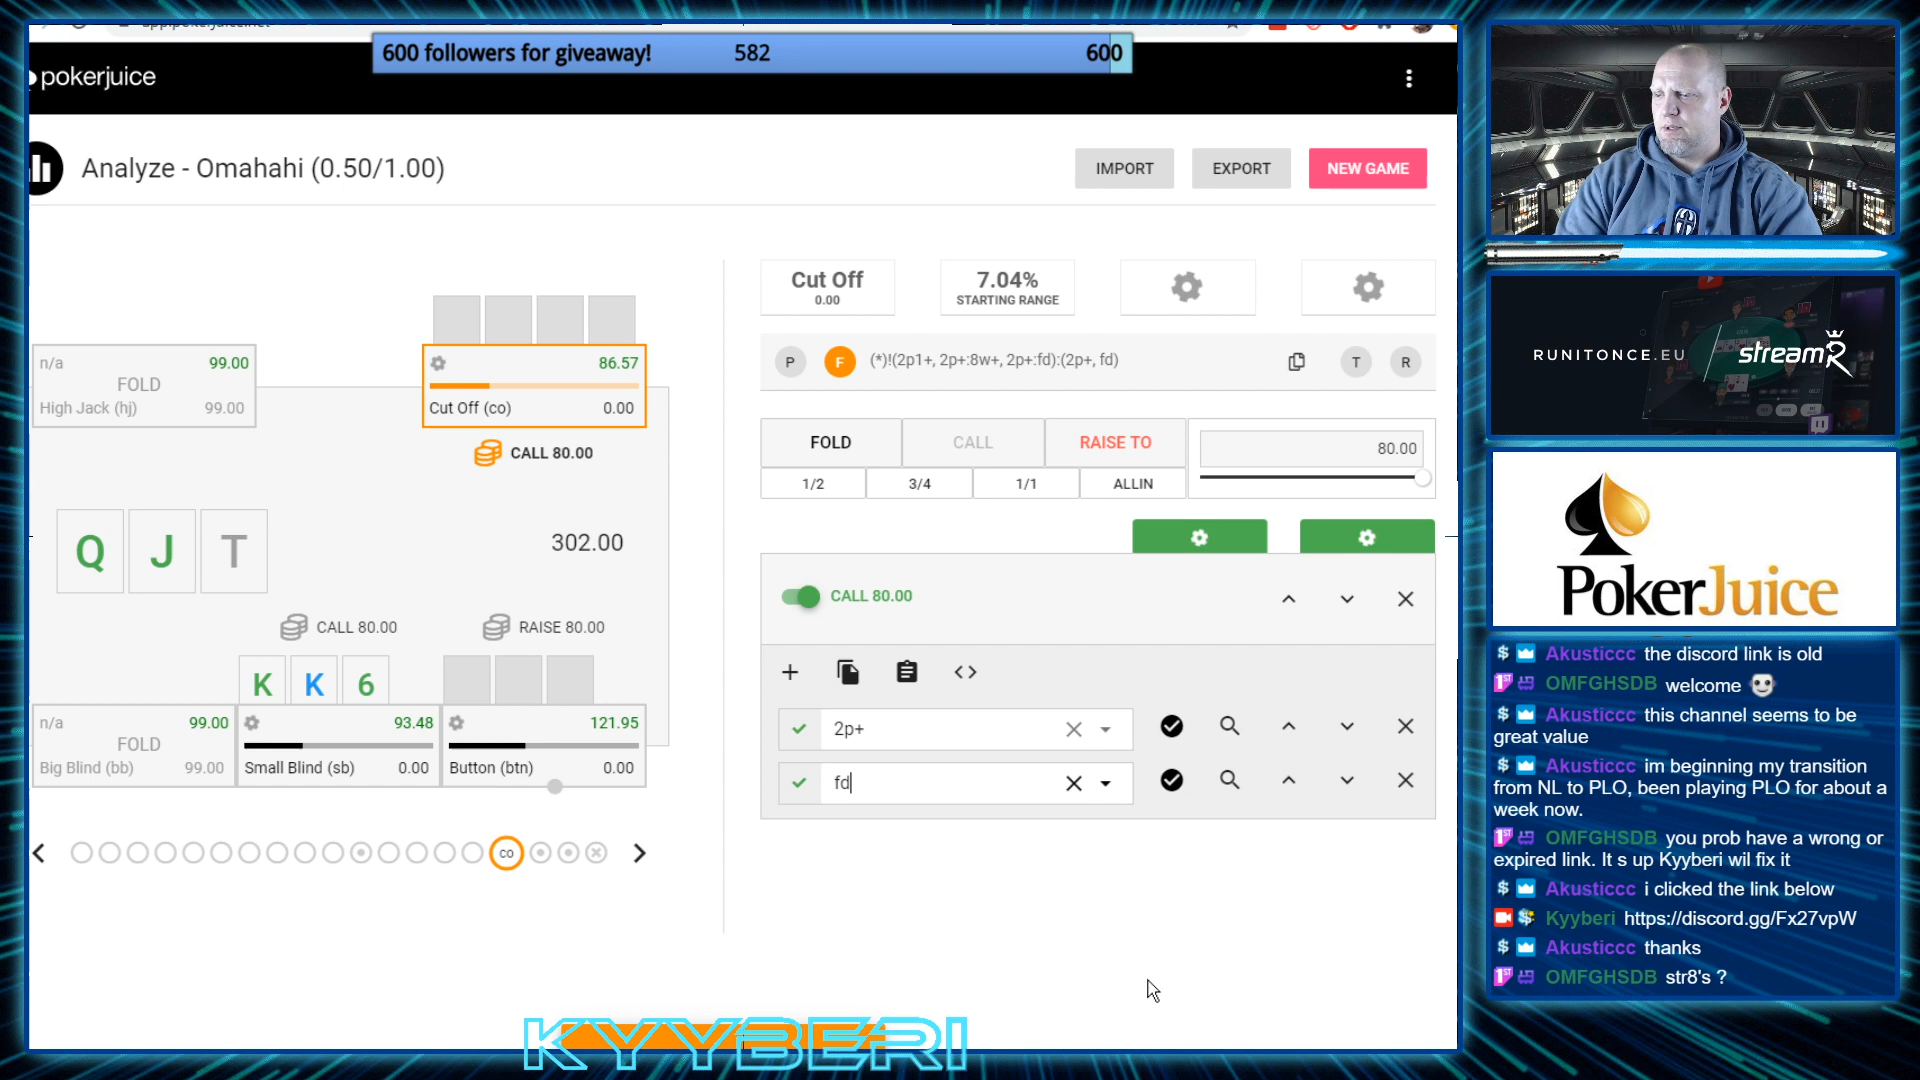 600 followers for giveaway! 582 600
pokerjuice
Analyze - Omahahi (0.50/1.00)
IMPORT EXPORT NEW GAME
n/a 99.00
FOLD
High Jack (hj) 99.00
86.57
Cut Off (co) 0.00
CALL 80.00
Q J T
302.00
CALL 80.00
RAISE 80.00
K K 6
n/a 99.00
FOLD
Big Blind (bb) 99.00
93.48
Small Blind (sb) 0.00
121.95
Button (btn) 0.00
co
Cut Off
0.00
7.04%
STARTING RANGE
P F (*)!(2p1+, 2p+:8w+, 2p+:fd):(2p+, fd) T R
FOLD CALL RAISE TO 80.00
1/2 3/4 1/1 ALLIN
CALL 80.00
2p+
fd
KYYBERI
RUNITONCE.EU / streamR
PokerJuice
Akusticcc the discord link is old
OMFGHSDB welcome
Akusticcc this channel seems to be
great value
Akusticcc im beginning my transition
from NL to PLO, been playing PLO for about a
week now.
OMFGHSDB you prob have a wrong or
expired link. It s up Kyyberi wil fix it
Akusticcc i clicked the link below
Kyyberi https://discord.gg/Fx27vpW
Akusticcc thanks
OMFGHSDB str8's ?